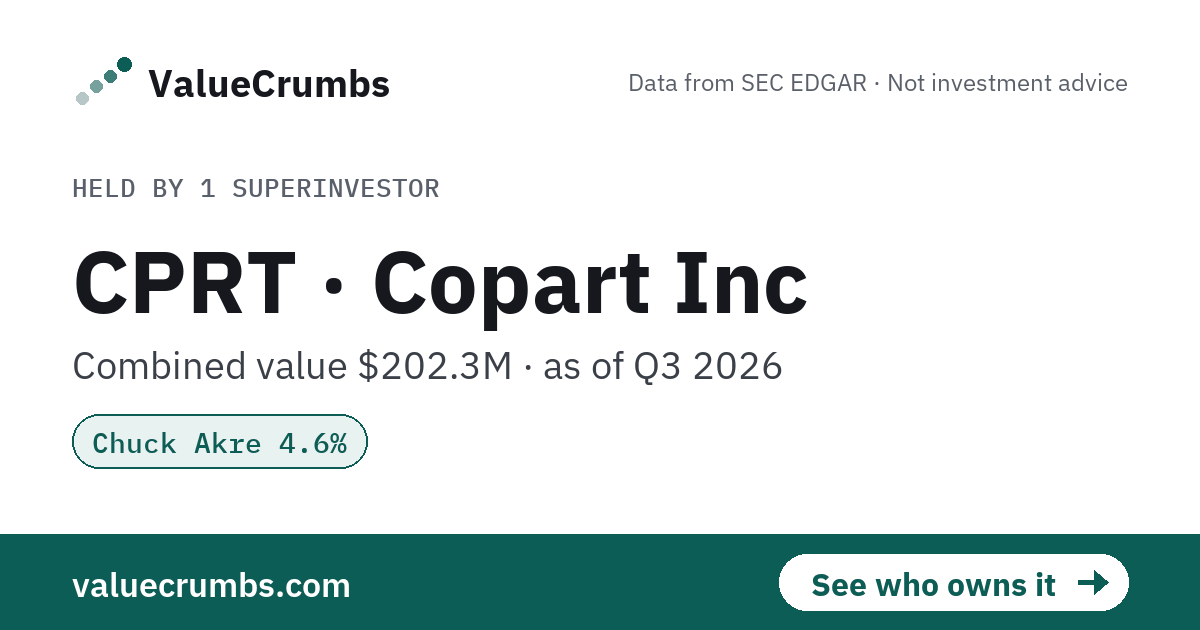 ValueCrumbs
Data from SEC EDGAR · Not investment advice
HELD BY 1 SUPERINVESTOR
CPRT · Copart Inc
Combined value $202.3M · as of Q3 2026
Chuck Akre 4.6%
valuecrumbs.com
See who owns it →